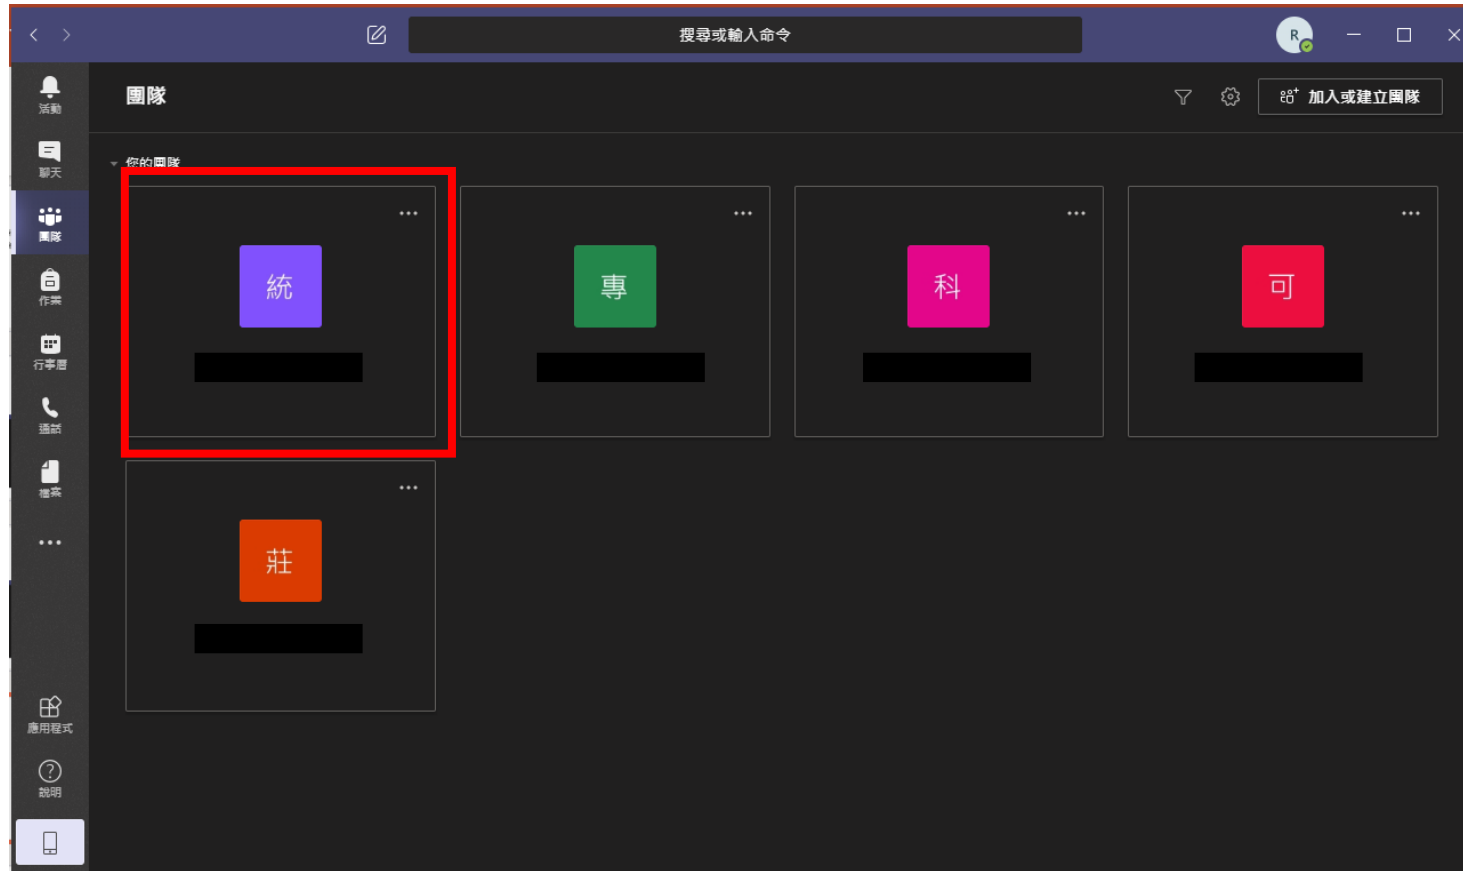 搜尋或輸入命令
R
活動
團隊
加入或建立團隊
聊天
您的團隊
團隊
統
專
科
可
作業
行事曆
通話
檔案
莊
應用程式
說明